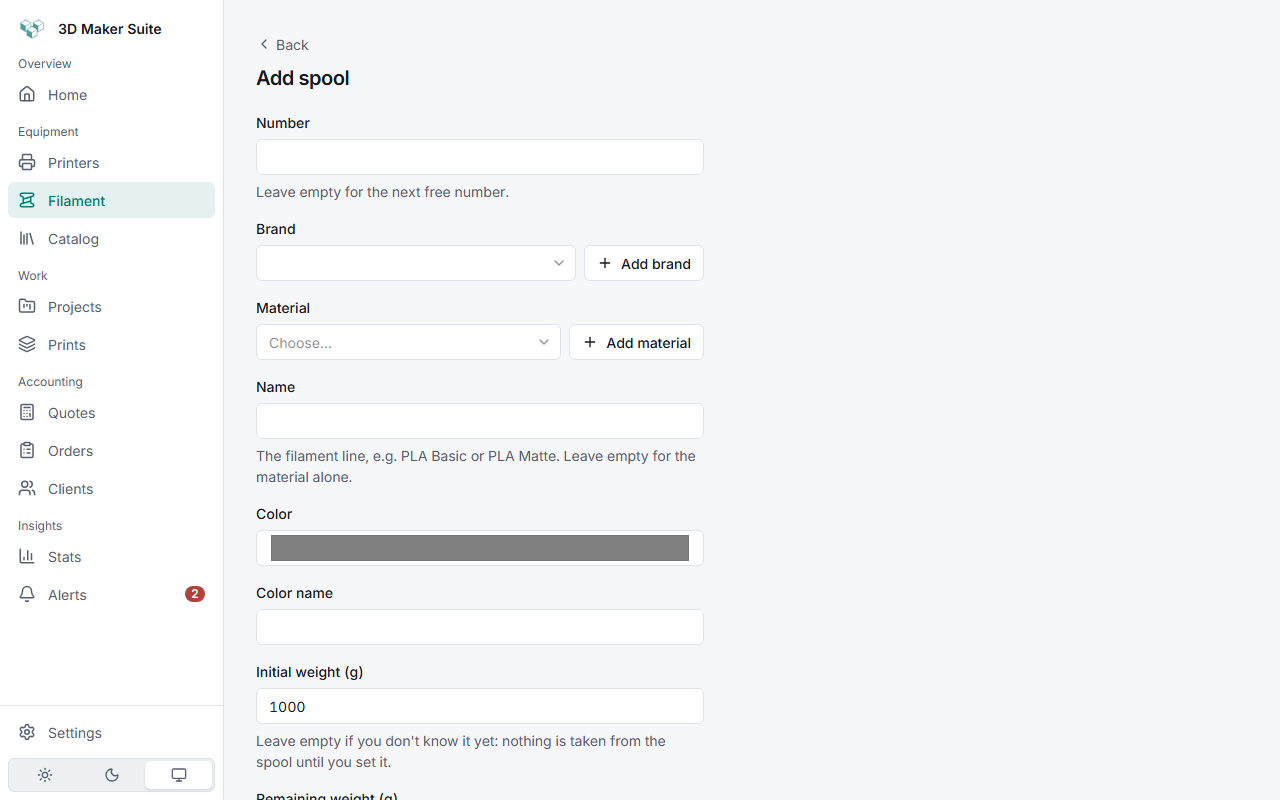 3D Maker Suite
Overview
Home
Equipment
Printers
Filament
Catalog
Work
Projects
Prints
Accounting
Quotes
Orders
Clients
Insights
Stats
Alerts 2
Settings
Back
Add spool
Number
Leave empty for the next free number.
Brand
Add brand
Material
Choose...
Add material
Name
The filament line, e.g. PLA Basic or PLA Matte. Leave empty for the
material alone.
Color
Color name
Initial weight (g)
1000
Leave empty if you don't know it yet: nothing is taken from the
spool until you set it.
Remaining weight (g)